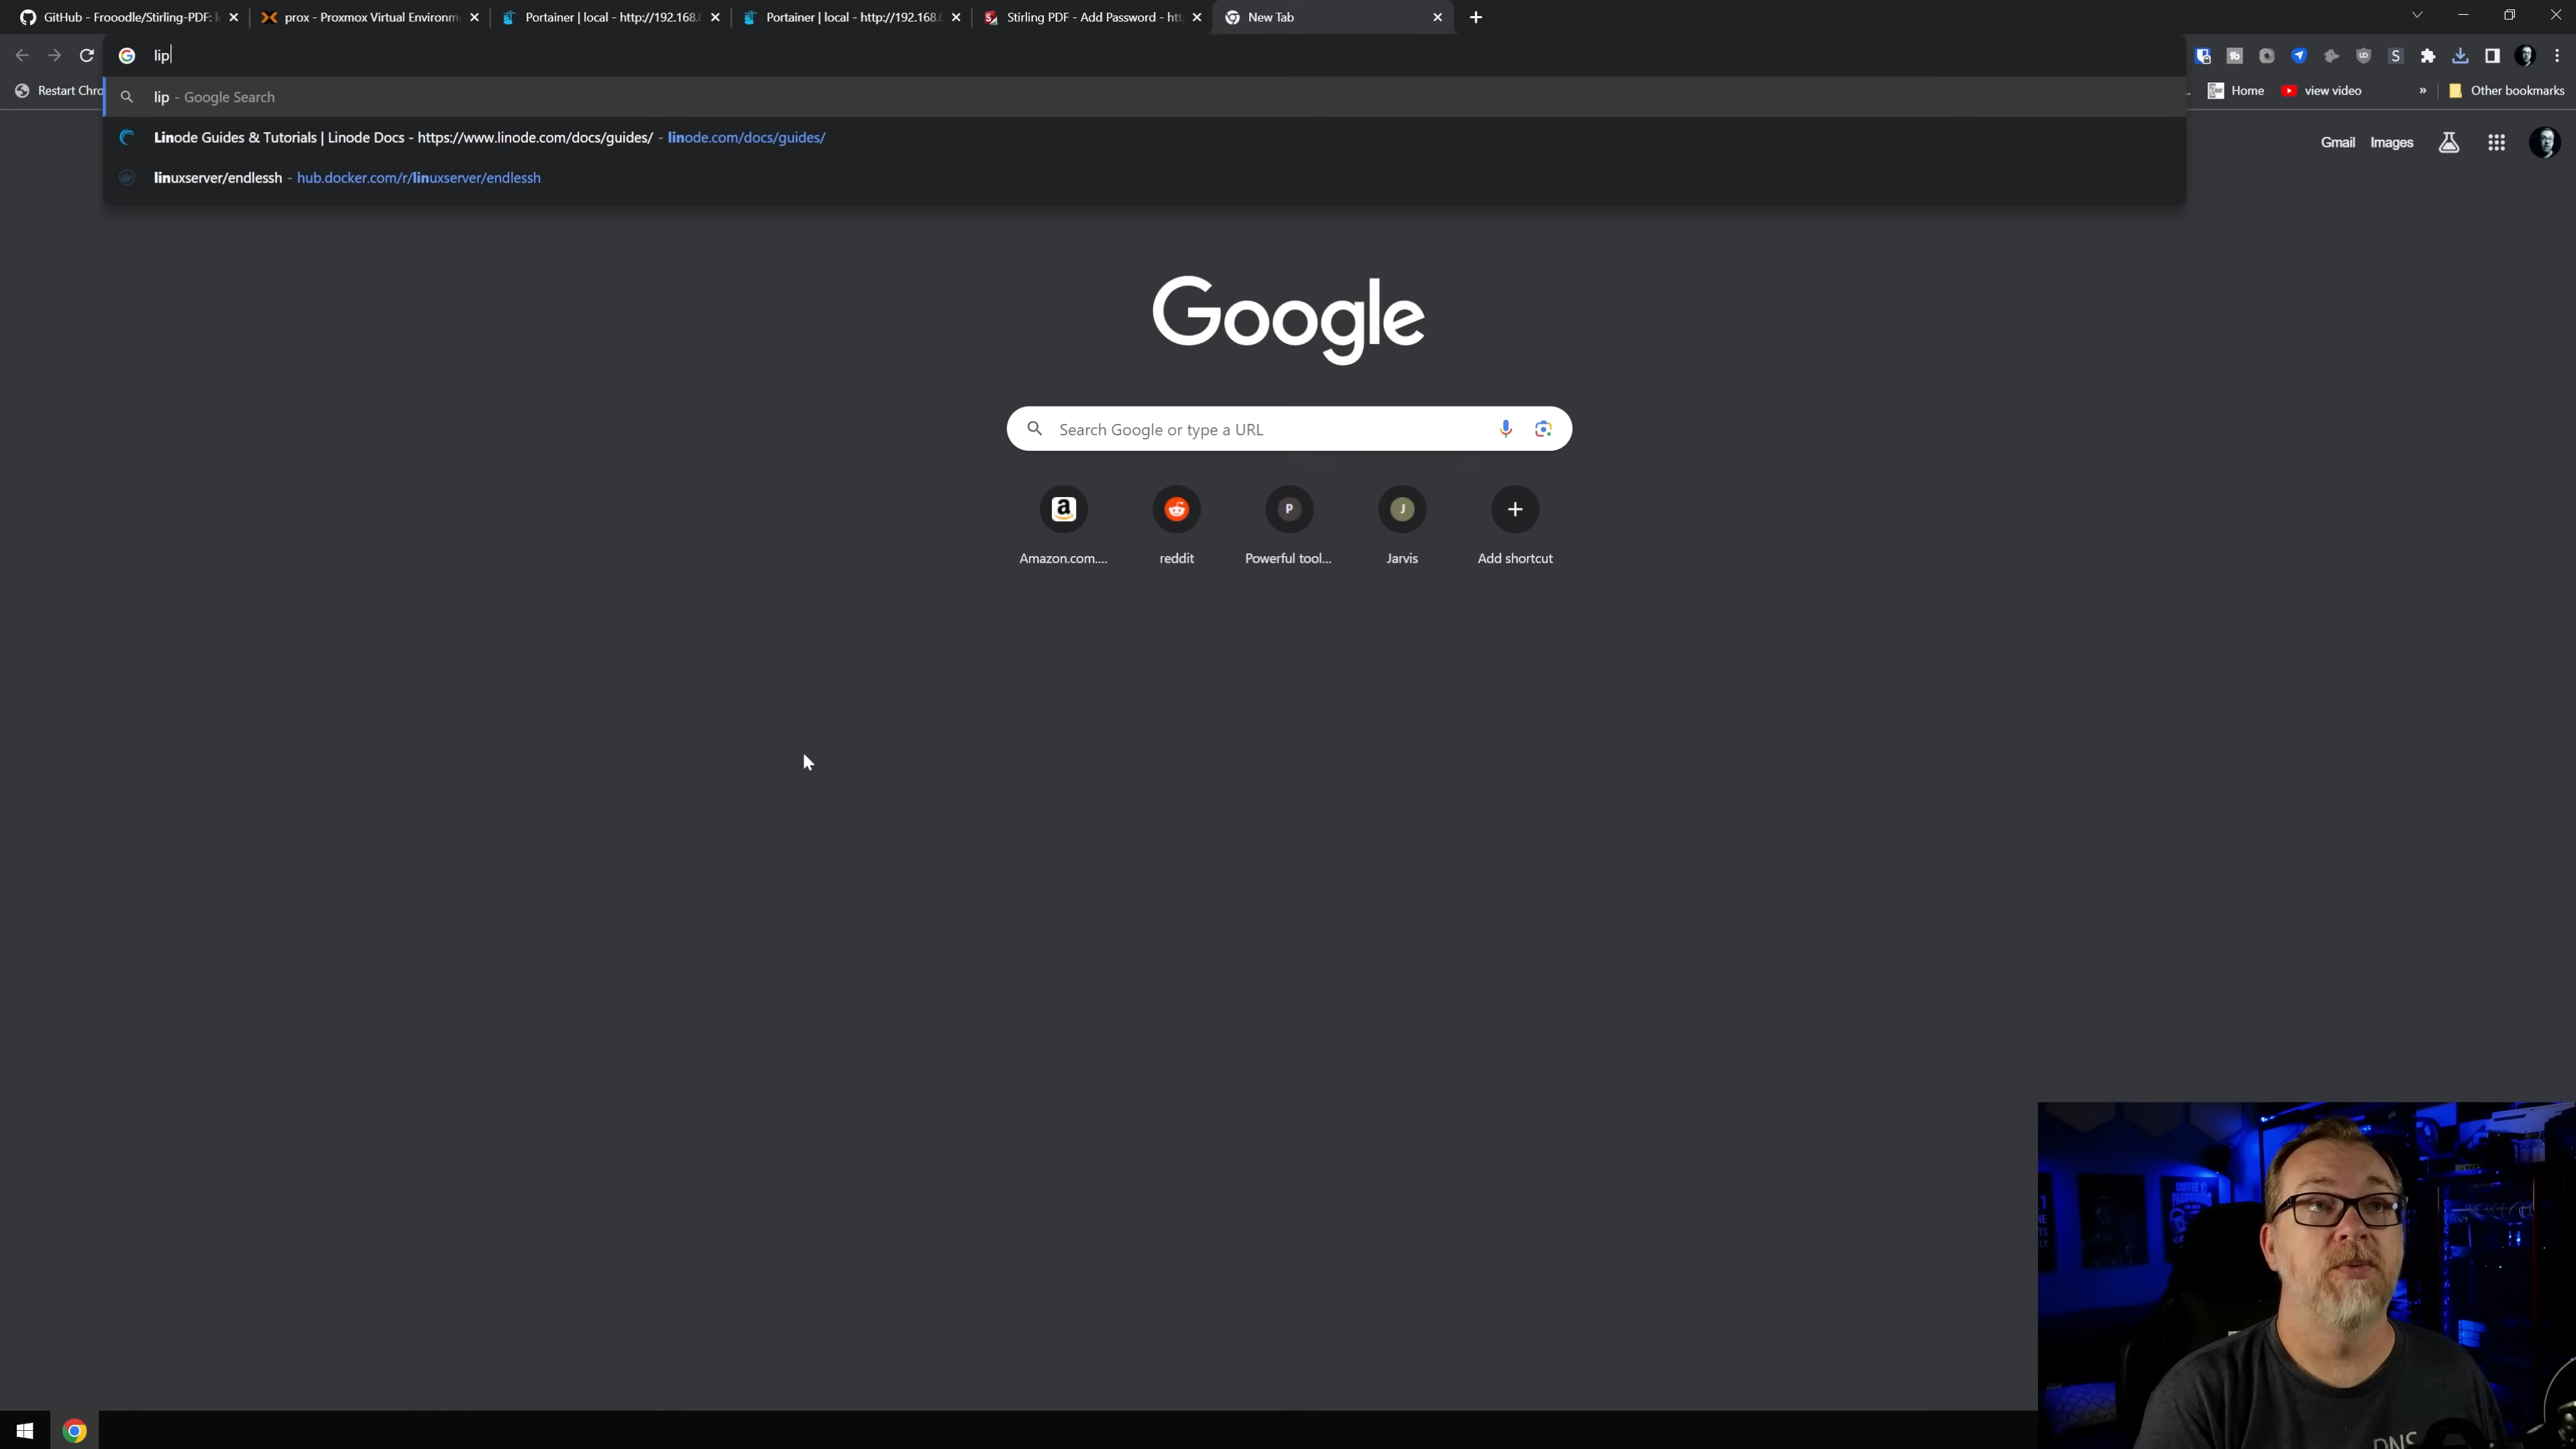 GitHub - Frooodle/Stirling-PDF: l
prox - Proxmox Virtual Environm
Portainer | local - http://192.168.
Portainer | local - http://192.168.
Stirling PDF - Add Password - htt
New Tab
lip
Restart Chro
lip - Google Search
Home
view video
»
Other bookmarks
Linode Guides & Tutorials | Linode Docs - https://www.linode.com/docs/guides/ - linode.com/docs/guides/
Gmail
Images
linuxserver/endlessh - hub.docker.com/r/linuxserver/endlessh
Google
Search Google or type a URL
Amazon.com....
reddit
Powerful tool...
Jarvis
Add shortcut
P
J
COFFEE
DNS